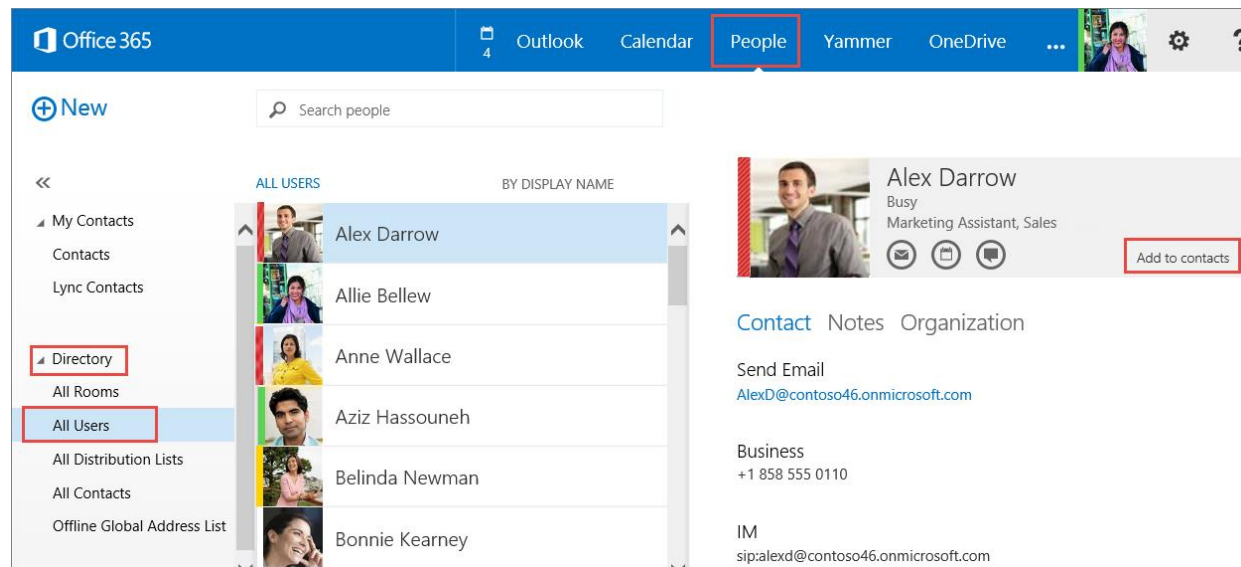 Office 365
4
Outlook
Calendar
People
Yammer
OneDrive
...
?
New
Search people
«
My Contacts
Contacts
Lync Contacts
Directory
All Rooms
All Users
All Distribution Lists
All Contacts
Offline Global Address List
ALL USERS
BY DISPLAY NAME
Alex Darrow
Allie Bellew
Anne Wallace
Aziz Hassouneh
Belinda Newman
Bonnie Kearney
Alex Darrow
Busy
Marketing Assistant, Sales
Add to contacts
Contact Notes Organization
Send Email
AlexD@contoso46.onmicrosoft.com
Business
+1 858 555 0110
IM
sip:alexd@contoso46.onmicrosoft.com